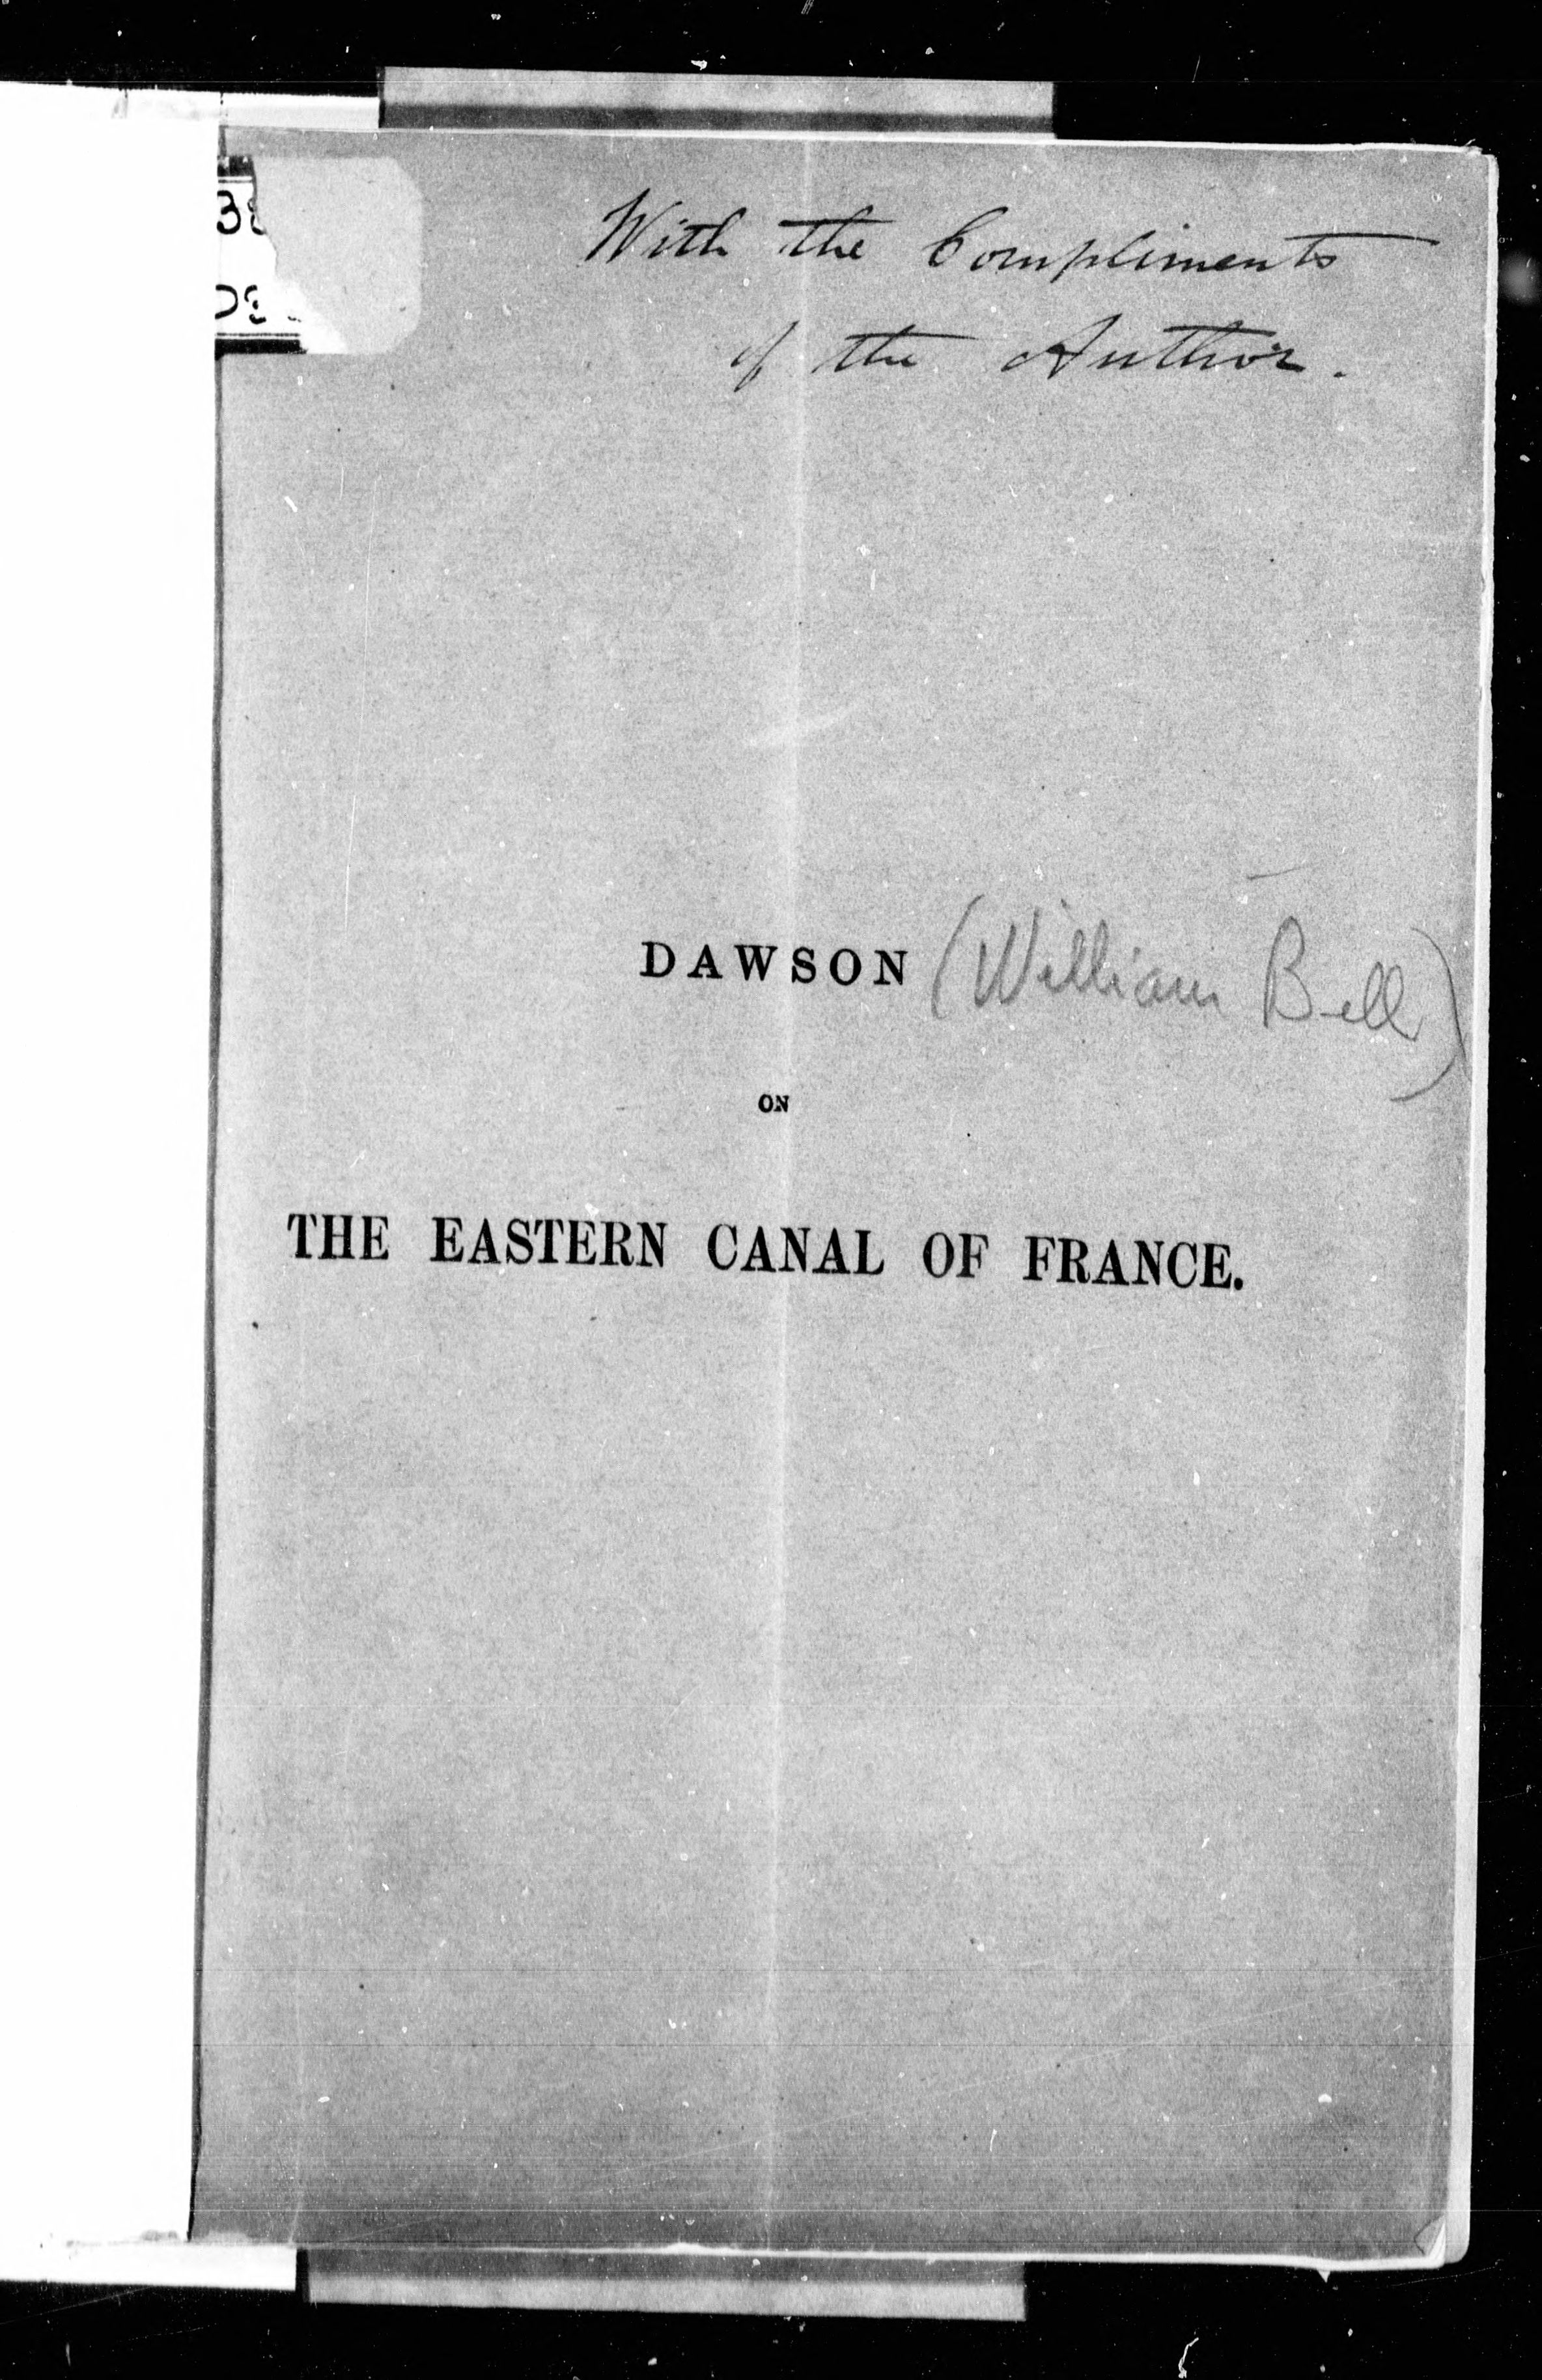 With the Compliments
of the Author.
DAWSON (William Bell)
ON
THE EASTERN CANAL OF FRANCE.